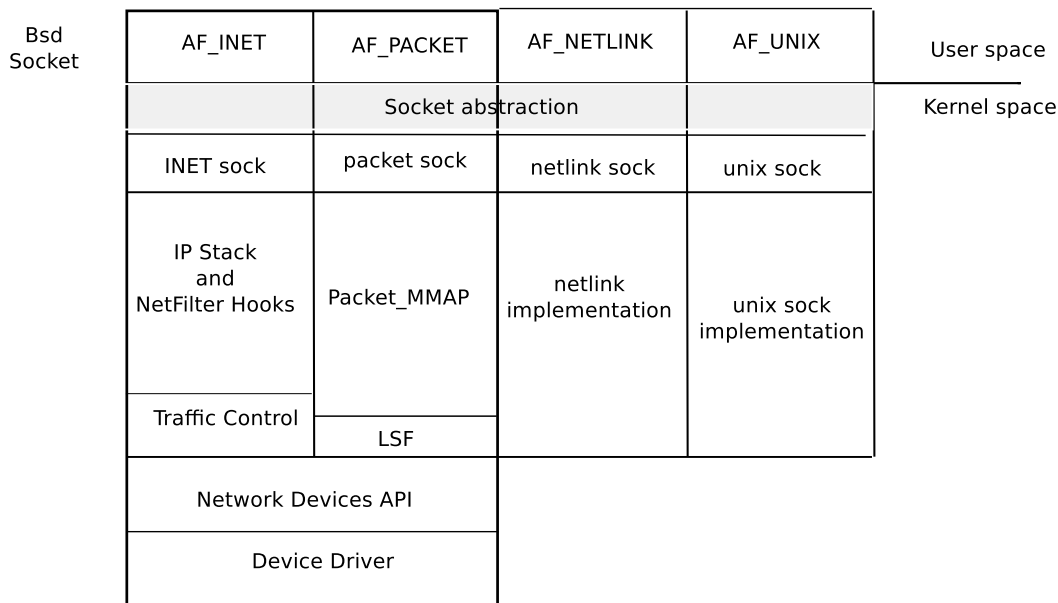 Bsd
Socket
AF_INET
AF_PACKET
AF_NETLINK
AF_UNIX
User space
Socket abstraction
Kernel space
INET sock
packet sock
netlink sock
unix sock
IP Stack
and
NetFilter Hooks
Packet_MMAP
netlink
implementation
unix sock
implementation
Traffic Control
LSF
Network Devices API
Device Driver